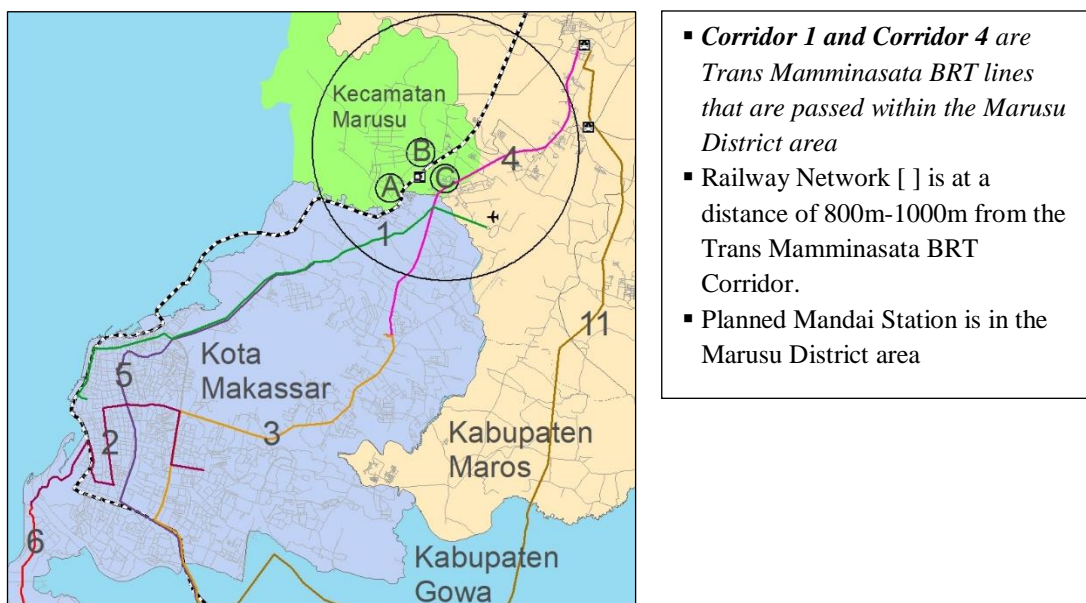 Kecamatan
Marusu
B
A
C
4
1
11
Kota
Makassar
5
2
3
Kabupaten
Maros
6
Kabupaten
Gowa
▪ Corridor 1 and Corridor 4 are
Trans Mamminasata BRT lines
that are passed within the Marusu
District area
▪ Railway Network [ ] is at a
distance of 800m-1000m from the
Trans Mamminasata BRT
Corridor.
▪ Planned Mandai Station is in the
Marusu District area